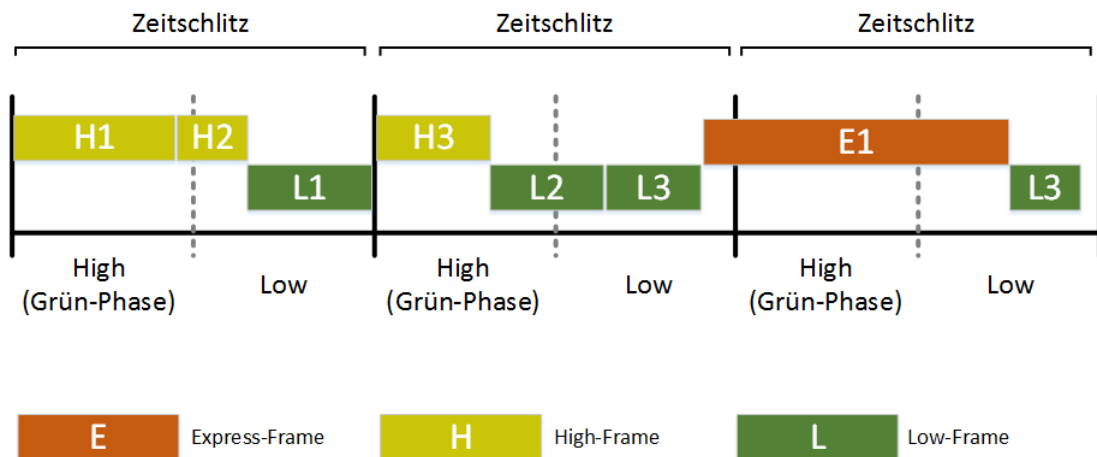 Zeitschlitz Zeitschlitz Zeitschlitz
H1 H2 H3 E1
L1 L2 L3 L3
High High High
(Grün-Phase) Low (Grün-Phase) Low (Grün-Phase) Low
E Express-Frame H High-Frame L Low-Frame